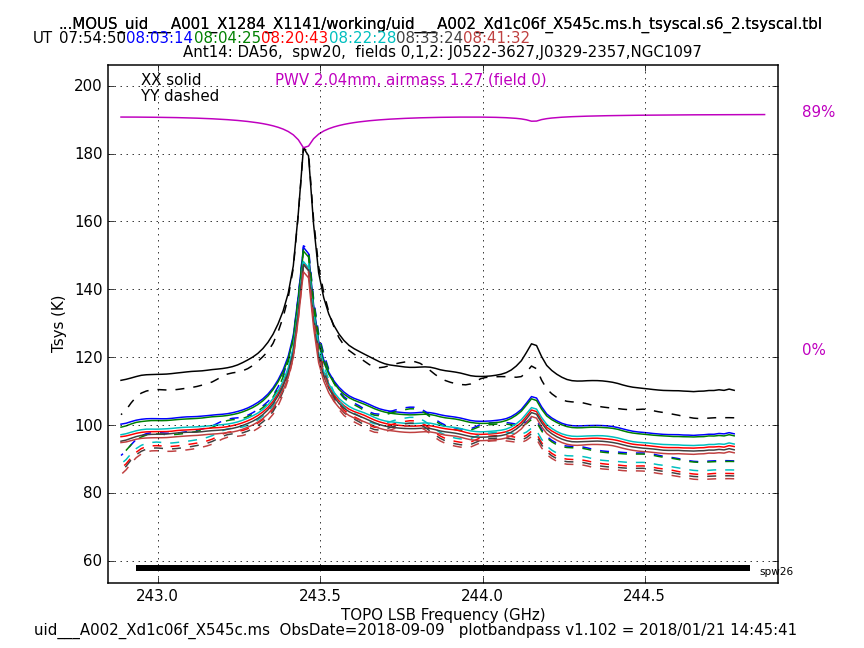 ...MOUS_uid___A001_X1284_X1141/working/uid___A002_Xd1c06f_X545c.ms.h_tsyscal.s6_2.tsyscal.tbl
UT 07:54:50 08:03:14 08:04:25 08:20:43 08:22:28 08:33:24 08:41:32
Ant14: DA56, spw20, fields 0,1,2: J0522-3627,J0329-2357,NGC1097
XX solid PWV 2.04mm, airmass 1.27 (field 0)
YY dashed
89%
0%
200
180
160
140
120
100
80
60
Tsys (K)
spw26
243.0 243.5 244.0 244.5
TOPO LSB Frequency (GHz)
uid___A002_Xd1c06f_X545c.ms ObsDate=2018-09-09 plotbandpass v1.102 = 2018/01/21 14:45:41